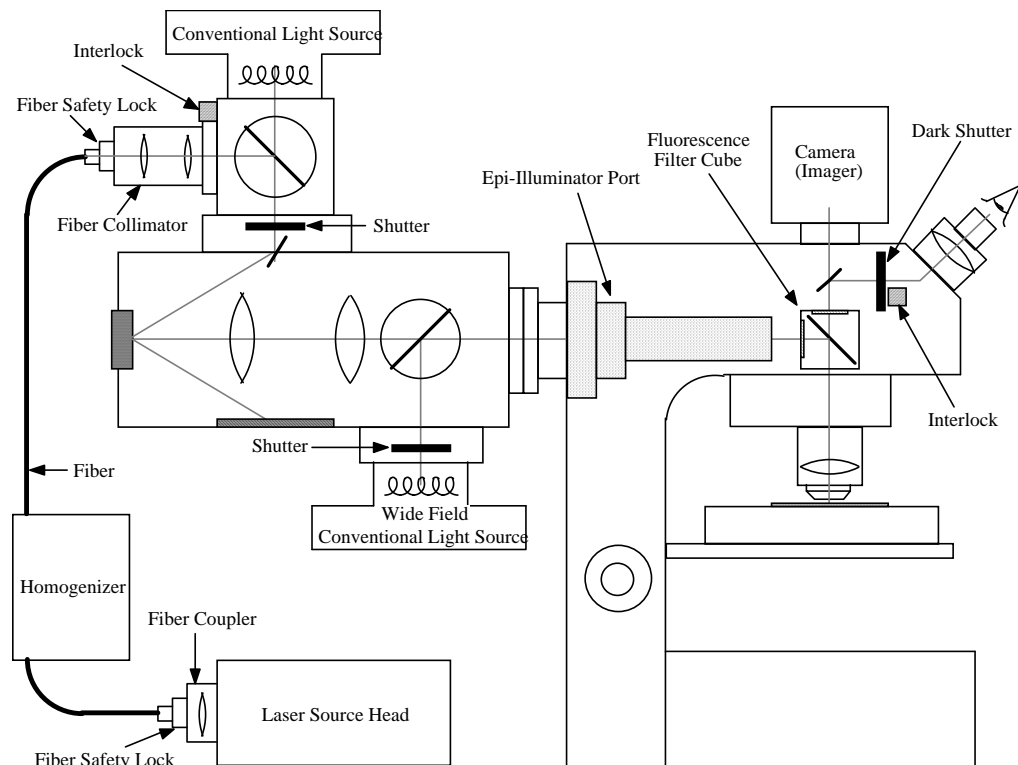 Conventional Light Source
Interlock
Fiber Safety Lock
Fiber Collimator
Shutter
Epi-Illuminator Port
Fluorescence
Filter Cube
Camera
(Imager)
Dark Shutter
Interlock
Shutter
Fiber
Wide Field
Conventional Light Source
Homogenizer
Fiber Coupler
Laser Source Head
Fiber Safety Lock